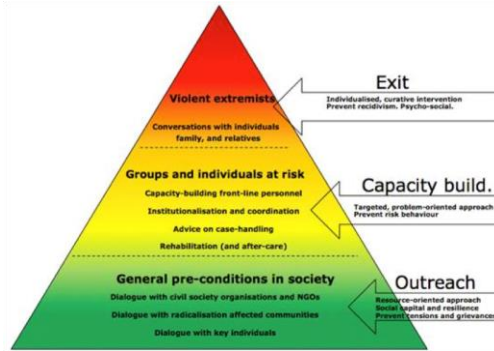 Violent extremists
Conversations with individuals
family, and relatives
Exit
Individualised, curative intervention
Prevent recidivism. Psycho-social.
Groups and individuals at risk
Capacity-building front-line personnel
Institutionalisation and coordination
Advice on case-handling
Rehabilitation (and after-care)
Capacity build.
Targeted, problem-oriented approach
Prevent risk behaviour
General pre-conditions in society
Dialogue with civil society organisations and NGOs
Dialogue with radicalisation affected communities
Dialogue with key individuals
Outreach
Resource-oriented approach
Social capital and resilience
Prevent tensions and grievances